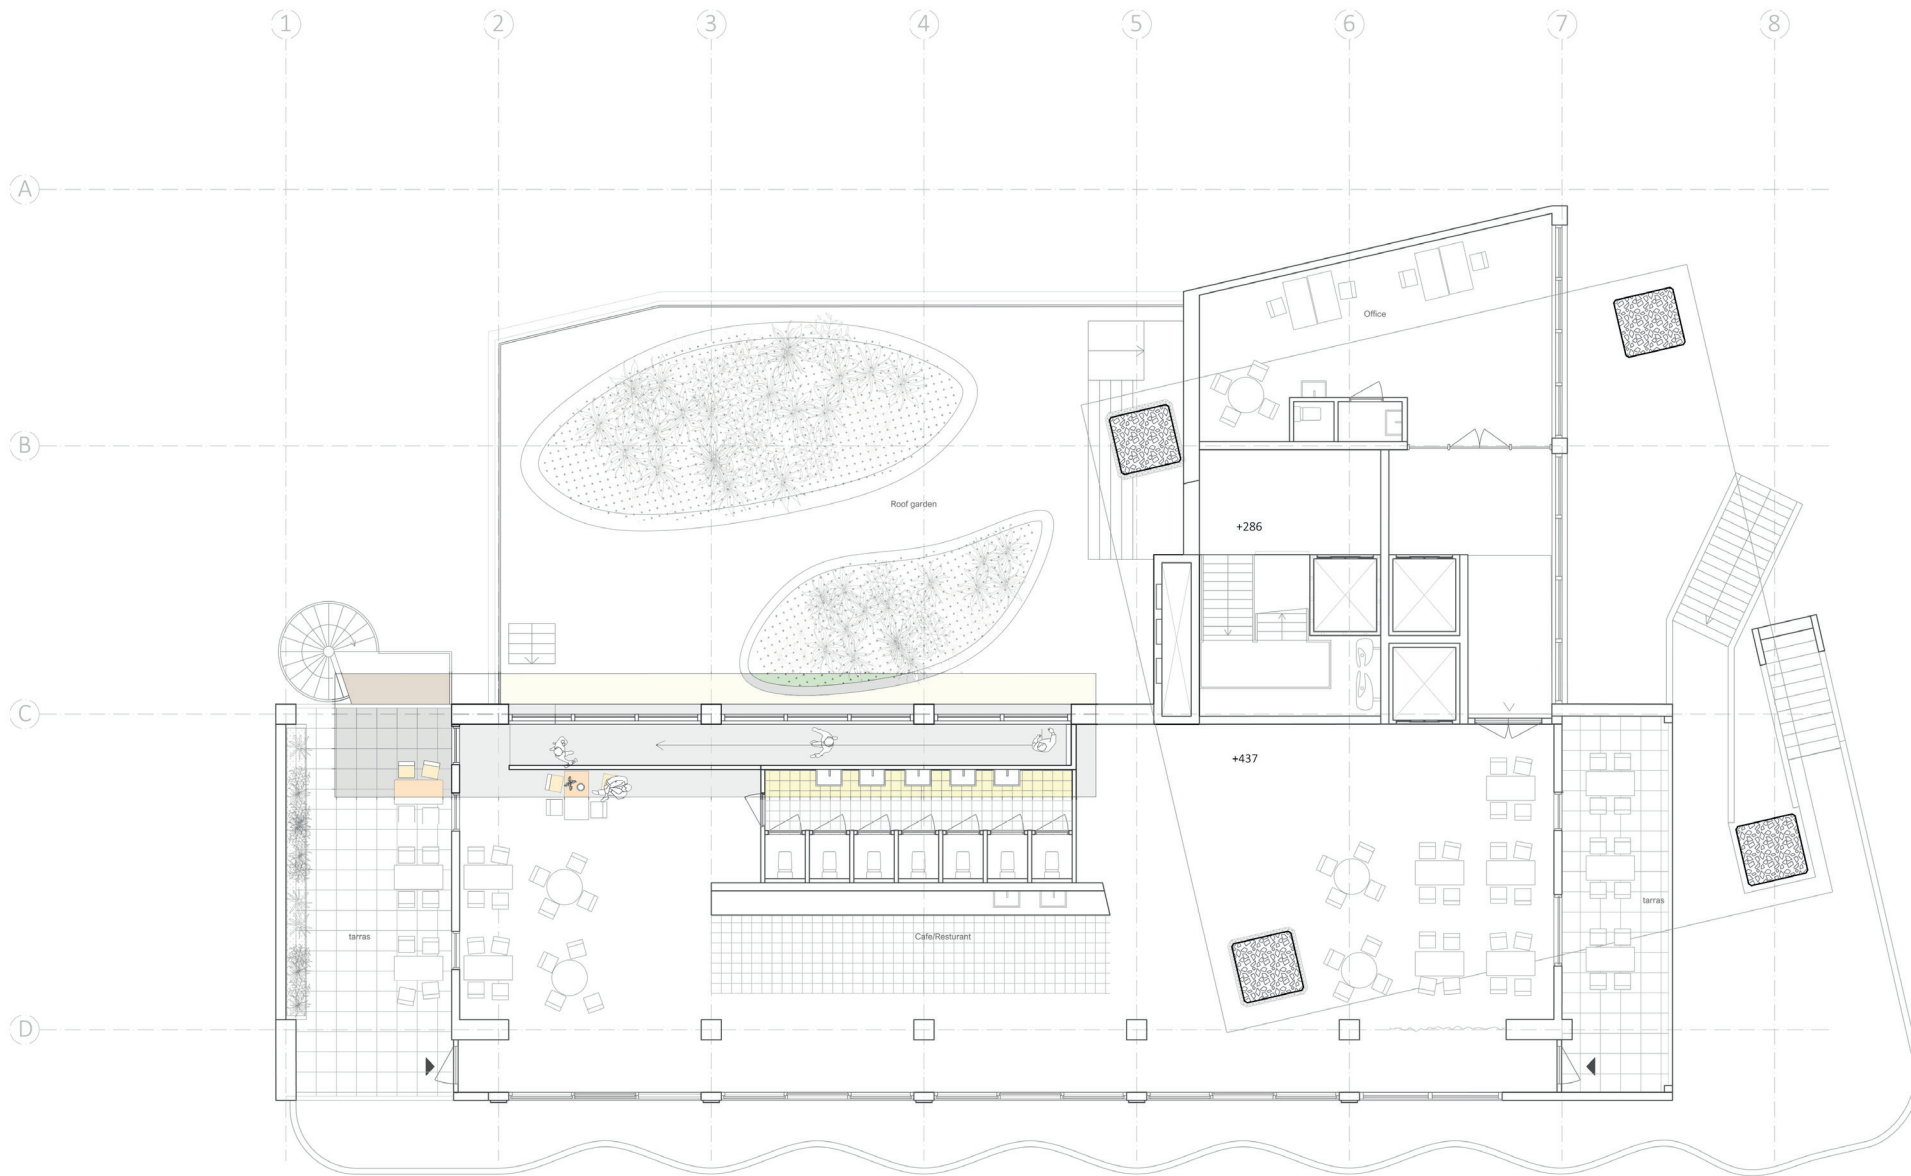 1 2 3 4 5 6 7 8
A
Office
B
Roof garden
+286
C
+437
tarras
tarras
Cafe/Resturant
D